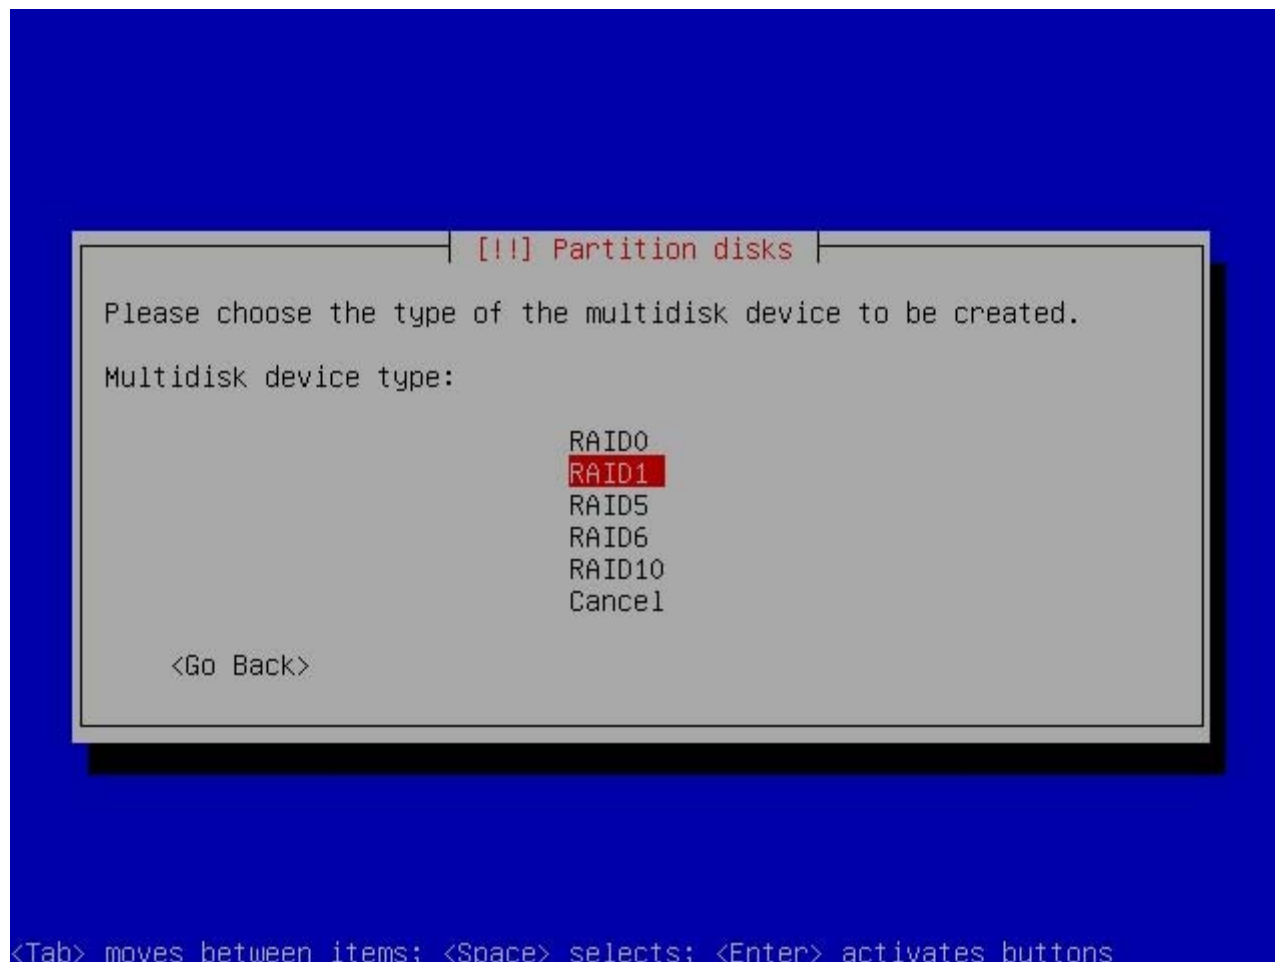 [!!] Partition disks
Please choose the type of the multidisk device to be created.
Multidisk device type:
RAID0
RAID1
RAID5
RAID6
RAID10
Cancel
<Go Back>
<Tab> moves between items; <Space> selects; <Enter> activates buttons